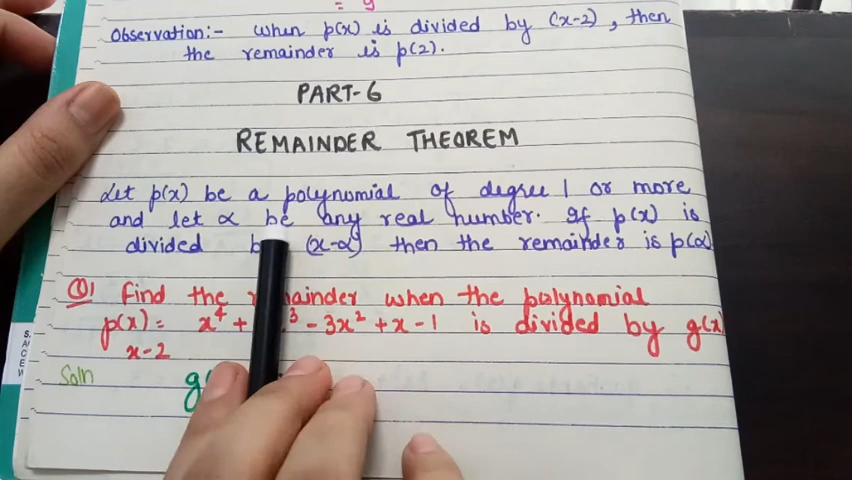 = 9
Observation:- when p(x) is divided by (x-2), then
the remainder is p(2).
PART-6
REMAINDER THEOREM
Let p(x) be a polynomial of degree 1 or more
and let α be any real number. If p(x) is
divided (x-α) then the remainder is p(α)
Q1 Find the remainder when the polynomial
p(x) = x⁴ + ³ - 3x² + x - 1 is divided by g(x)
x-2
Soln
S.